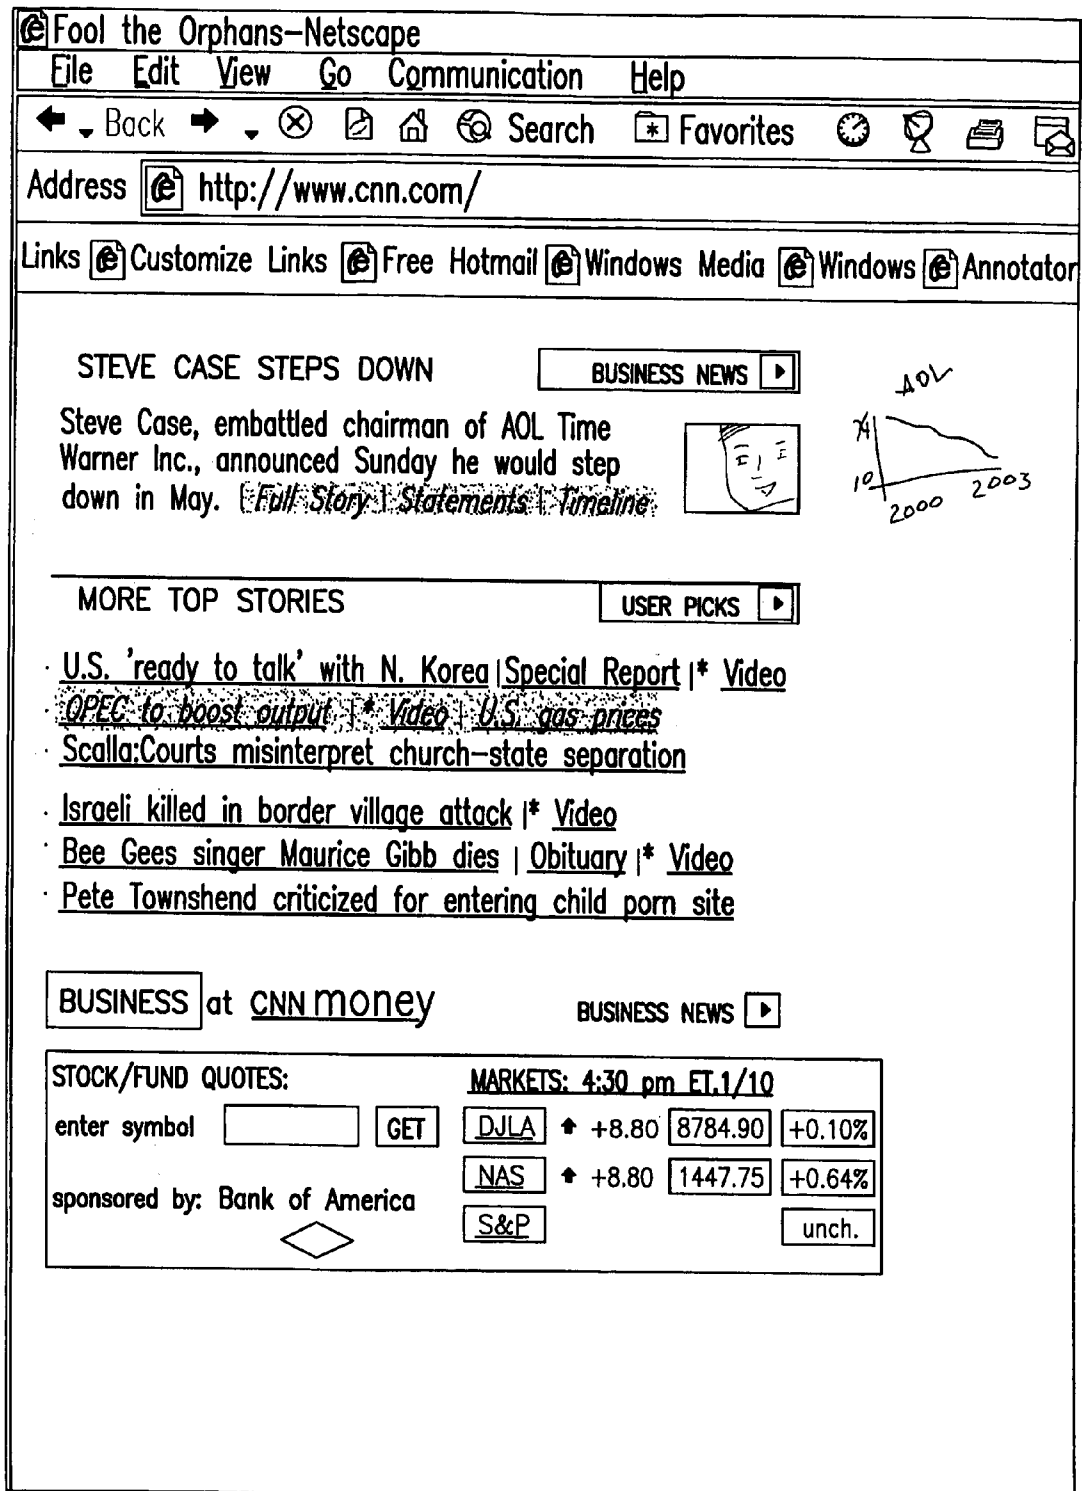 Fool the Orphans-Netscape
File Edit View Go Communication Help
Back Search Favorites
Address http://www.cnn.com/
Links Customize Links Free Hotmail Windows Media Windows Annotator
STEVE CASE STEPS DOWN BUSINESS NEWS
AOL
Steve Case, embattled chairman of AOL Time
Warner Inc., announced Sunday he would step
down in May. | Full Story | Statements | Timeline
10 2000 2003
MORE TOP STORIES USER PICKS
· U.S. 'ready to talk' with N. Korea | Special Report |* Video
· OPEC to boost output |* Video | U.S. gas prices
· Scalla:Courts misinterpret church-state separation
· Israeli killed in border village attack |* Video
· Bee Gees singer Maurice Gibb dies | Obituary |* Video
· Pete Townshend criticized for entering child porn site
BUSINESS at CNN money BUSINESS NEWS
STOCK/FUND QUOTES: MARKETS: 4:30 pm ET.1/10
enter symbol GET DJLA +8.80 8784.90 +0.10%
NAS +8.80 1447.75 +0.64%
sponsored by: Bank of America
S&P unch.